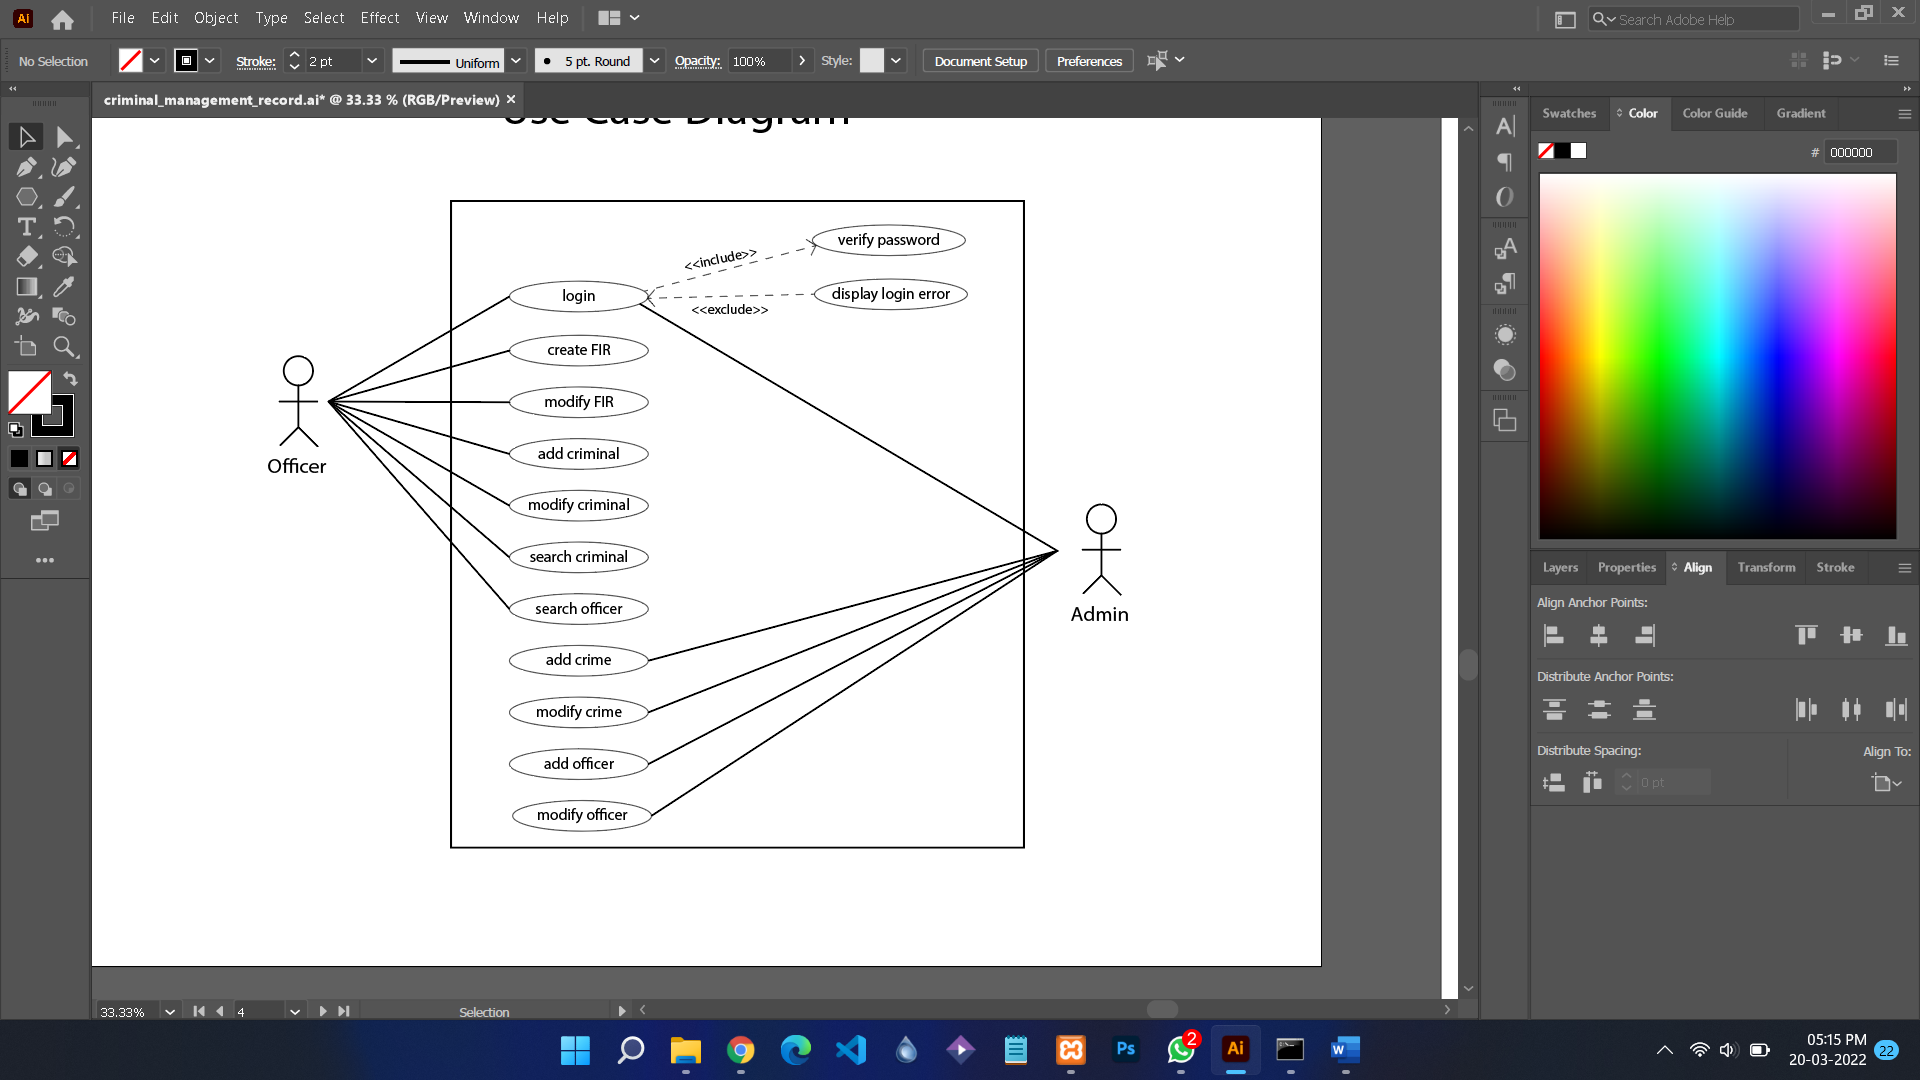 File Edit Object Type Select Effect View Window Help
Search Adobe Help
No Selection
Stroke:
2 pt
Uniform
5 pt. Round
Opacity:
100%
Style:
Document Setup
Preferences
criminal_management_record.ai* @ 33.33 % (RGB/Preview)
Use Case Diagram
verify password
<<include>>
login
display login error
<<exclude>>
create FIR
modify FIR
add criminal
Officer
modify criminal
search criminal
search officer
Admin
add crime
modify crime
add officer
modify officer
Swatches Color Color Guide Gradient
# 000000
Layers Properties Align Transform Stroke
Align Anchor Points:
Distribute Anchor Points:
Distribute Spacing:
Align To:
0 pt
33.33%
4
Selection
2
05:15 PM
20-03-2022
22